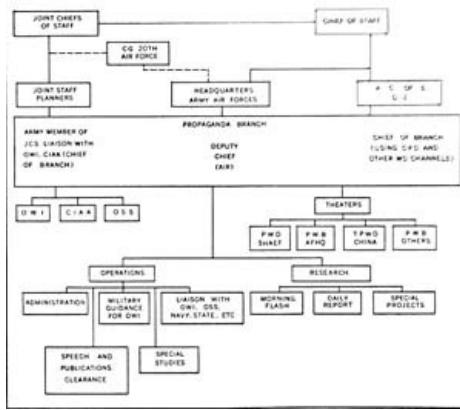 JOINT CHIEFS
OF STAFF
CHIEF OF STAFF
CG 20TH
AIR FORCE
JOINT STAFF
PLANNERS
HEADQUARTERS
ARMY AIR FORCES
A C OF S
G-2
PROPAGANDA BRANCH
ARMY MEMBER OF
JCS LIAISON WITH
OWI, CIAA (CHIEF
OF BRANCH)
DEPUTY
CHIEF
(AIR)
CHIEF OF BRANCH
(USING CPD AND
OTHER WD CHANNELS)
OWI
CIAA
OSS
THEATERS
PWD
SHAEF
PWB
AFHQ
TPWO
CHINA
PWB
OTHERS
OPERATIONS
RESEARCH
ADMINISTRATION
MILITARY
GUIDANCE
FOR OWI
LIAISON WITH
OWI, OSS,
NAVY, STATE, ETC
MORNING
FLASH
DAILY
REPORT
SPECIAL
PROJECTS
SPEECH AND
PUBLICATIONS
CLEARANCE
SPECIAL
STUDIES